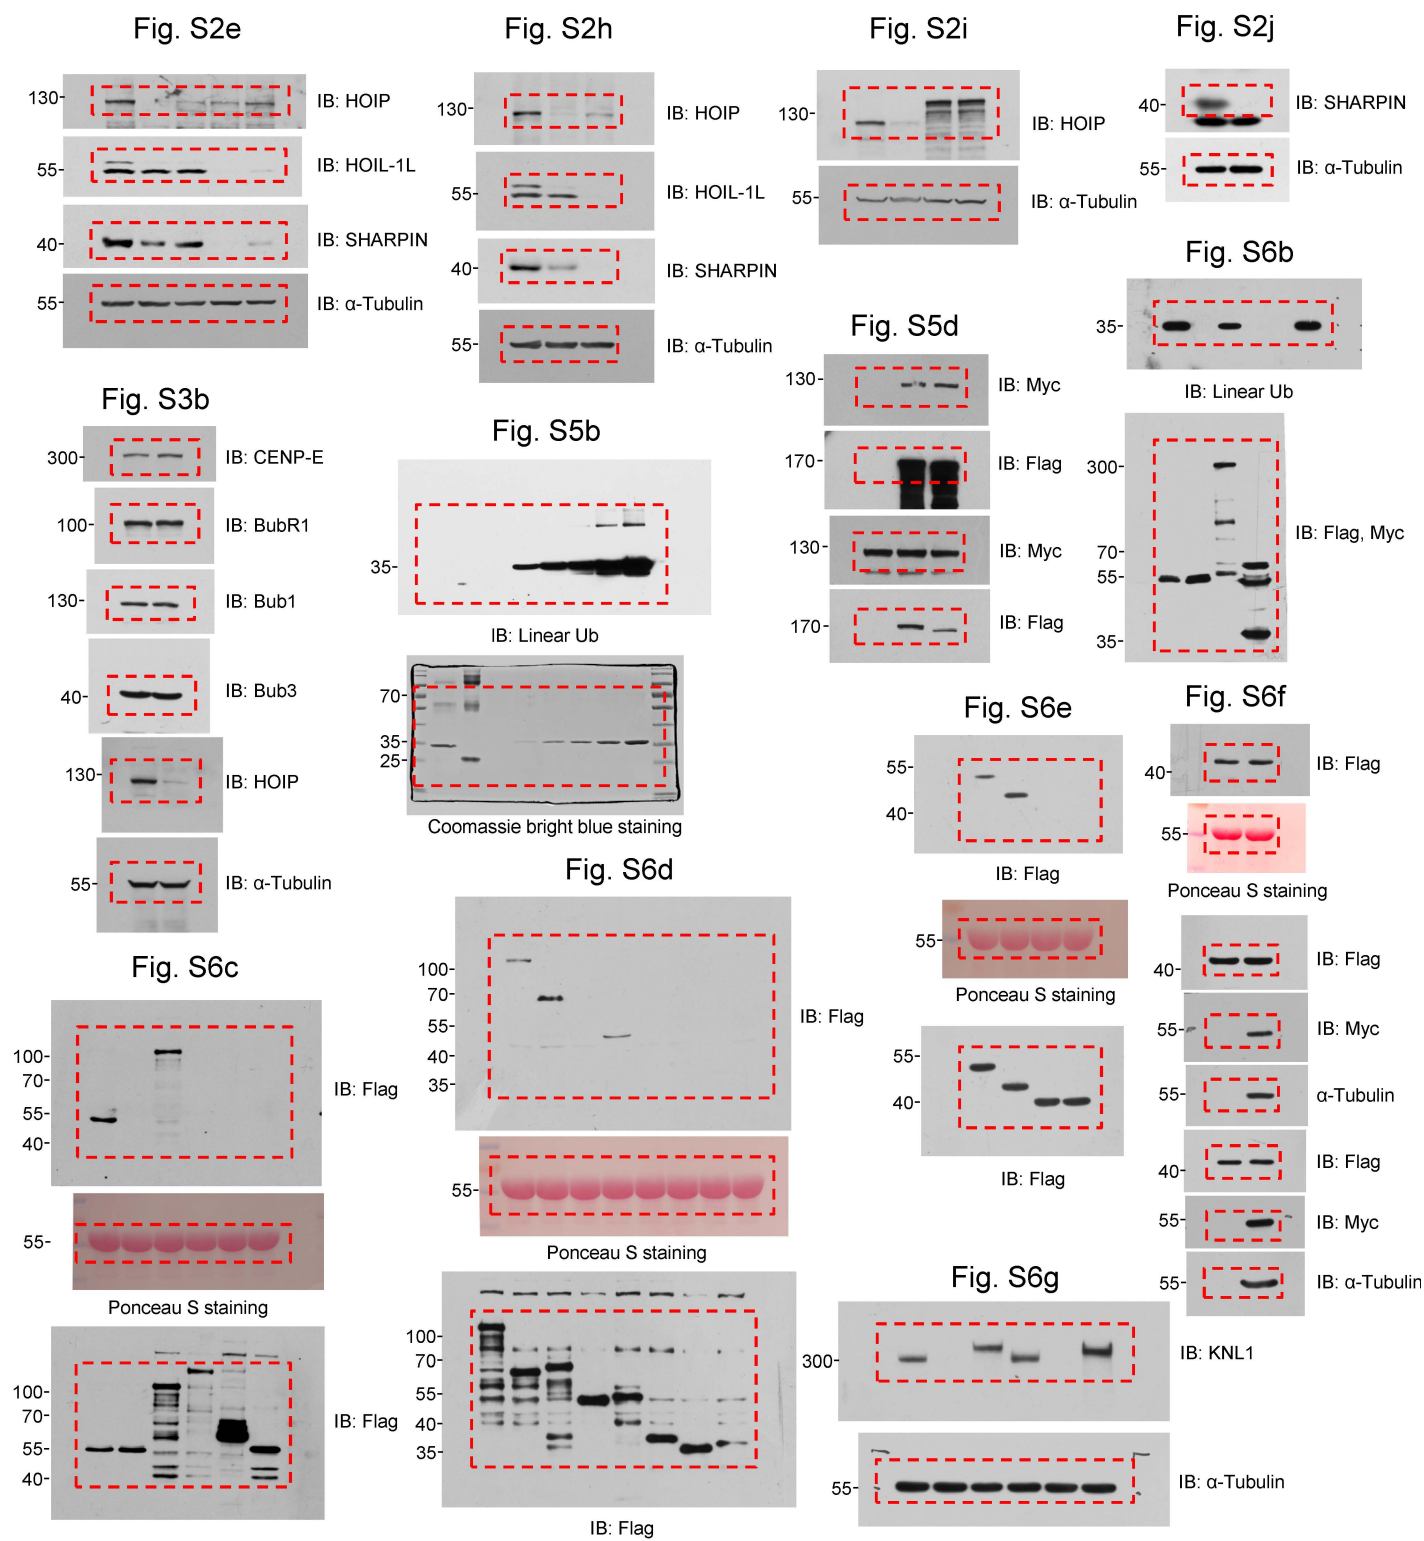 Fig. S2e
130-
IB: HOIP
55-
IB: HOIL-1L
40-
IB: SHARPIN
55-
IB: α-Tubulin
Fig. S2h
130-
IB: HOIP
55-
IB: HOIL-1L
40-
IB: SHARPIN
55-
IB: α-Tubulin
Fig. S2i
130-
IB: HOIP
55-
IB: α-Tubulin
Fig. S2j
40-
IB: SHARPIN
55-
IB: α-Tubulin
Fig. S6b
35-
IB: Linear Ub
300-
70-
55-
35-
IB: Flag, Myc
Fig. S3b
300-
IB: CENP-E
100-
IB: BubR1
130-
IB: Bub1
40-
IB: Bub3
130-
IB: HOIP
55-
IB: α-Tubulin
Fig. S5b
35-
IB: Linear Ub
70-
35-
25-
Coomassie bright blue staining
Fig. S5d
130-
IB: Myc
170-
IB: Flag
130-
IB: Myc
170-
IB: Flag
Fig. S6c
100-
70-
55-
40-
IB: Flag
55-
Ponceau S staining
100-
70-
55-
40-
IB: Flag
Fig. S6d
100-
70-
55-
40-
35-
IB: Flag
55-
Ponceau S staining
100-
70-
55-
40-
35-
IB: Flag
Fig. S6e
55-
40-
IB: Flag
55-
Ponceau S staining
55-
40-
IB: Flag
Fig. S6f
40-
IB: Flag
55-
Ponceau S staining
40-
IB: Flag
55-
IB: Myc
55-
α-Tubulin
40-
IB: Flag
55-
IB: Myc
55-
IB: α-Tubulin
Fig. S6g
300-
IB: KNL1
55-
IB: α-Tubulin